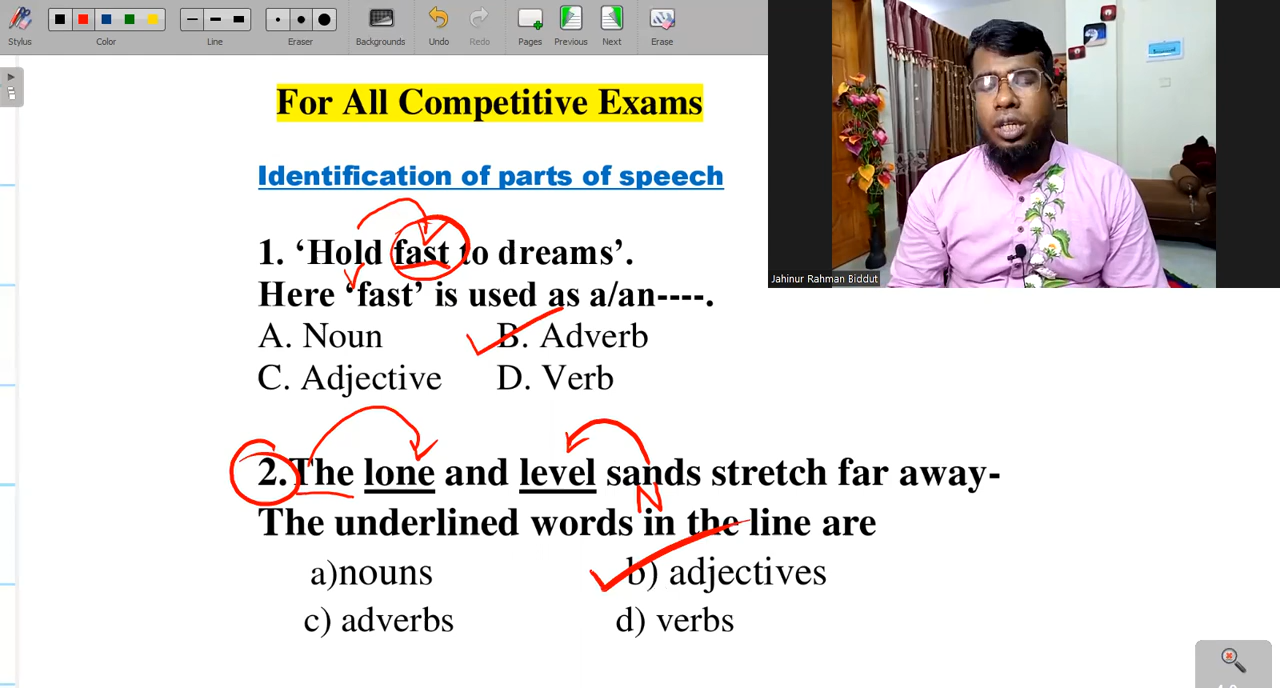 Stylus
Color
Line
Eraser
Backgrounds
Undo
Redo
Pages
Previous
Next
Erase
For All Competitive Exams
Identification of parts of speech
1. ‘Hold fast to dreams’.
Here ‘fast’ is used as a/an----.
A. Noun B. Adverb
C. Adjective D. Verb
2.The lone and level sands stretch far away-
N
The underlined words in the line are
a)nouns b) adjectives
c) adverbs d) verbs
Jahinur Rahman Biddut